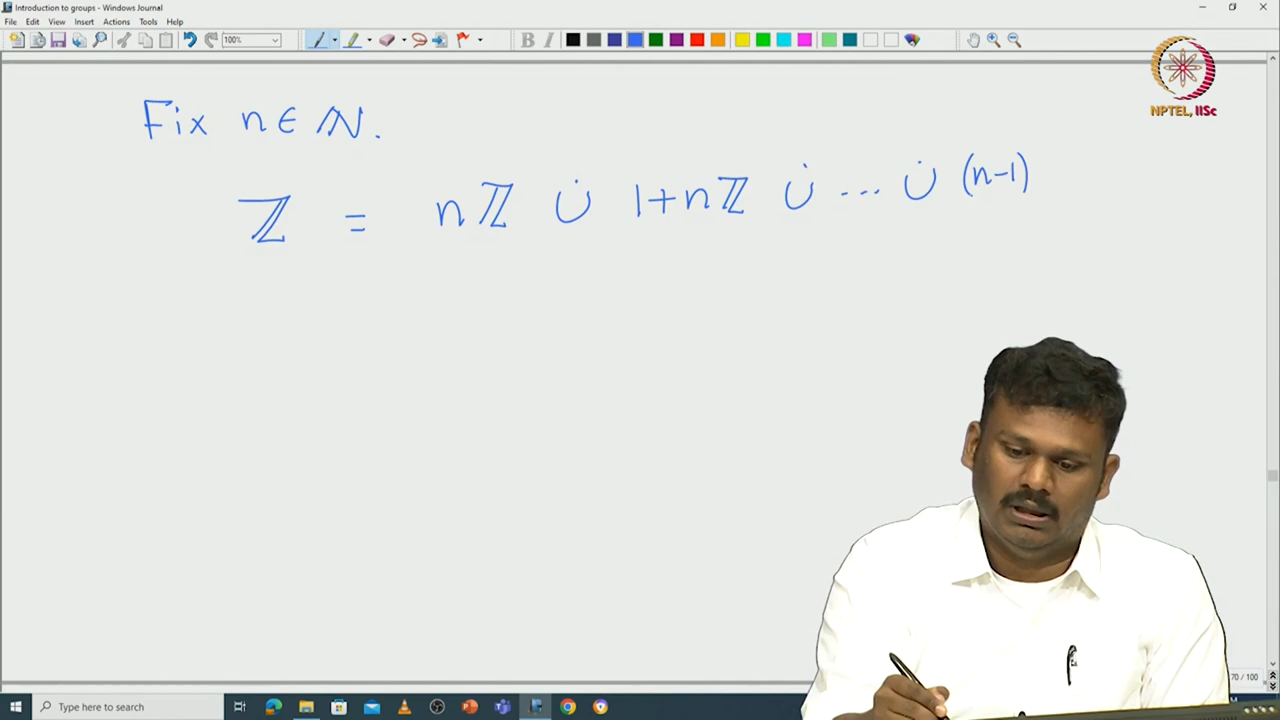 Introduction to groups - Windows Journal
File Edit View Insert Actions Tools Help
100%
B I
NPTEL, IISc
Fix n ∈ ℕ.
ℤ = nℤ ∪̇ 1+nℤ ∪̇ ... ∪̇ (n-1)
70 / 100
Type here to search